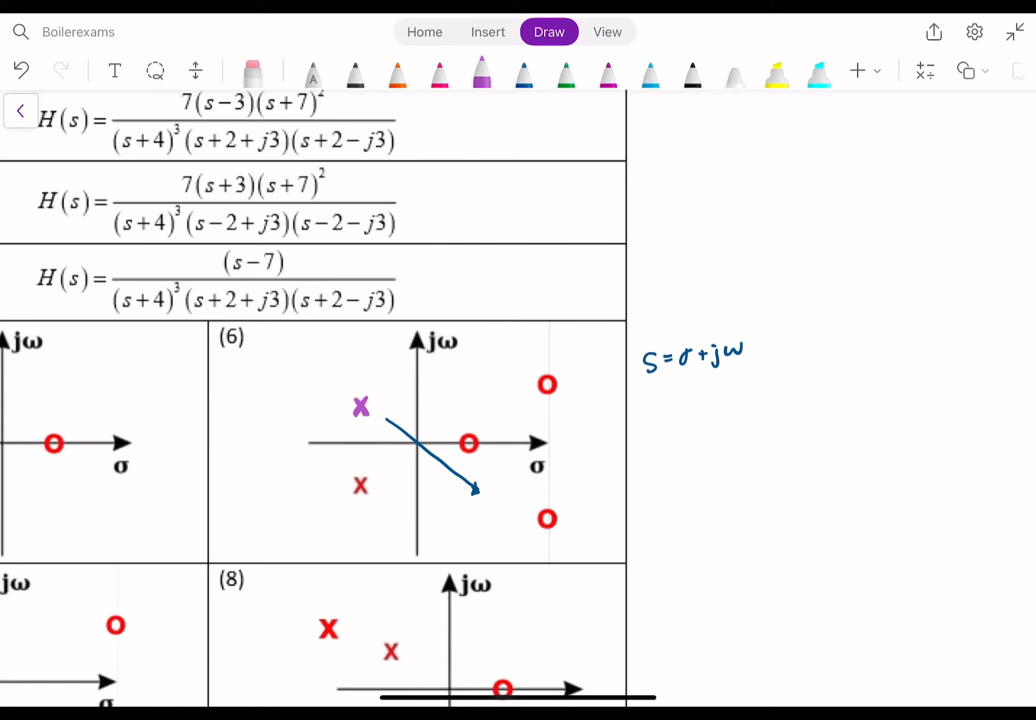 Boilerexams
Home Insert Draw View
H(s)= 7(s−3)(s+7)²
(s+4)³(s+2+j3)(s+2−j3)
H(s)= 7(s+3)(s+7)²
(s+4)³(s−2+j3)(s−2−j3)
H(s)= (s−7)
(s+4)³(s+2+j3)(s+2−j3)
jω
σ
(6)
jω
σ
X
X
O
O
O
O
S=σ+jω
jω
O
σ
(8)
jω
X
X
O